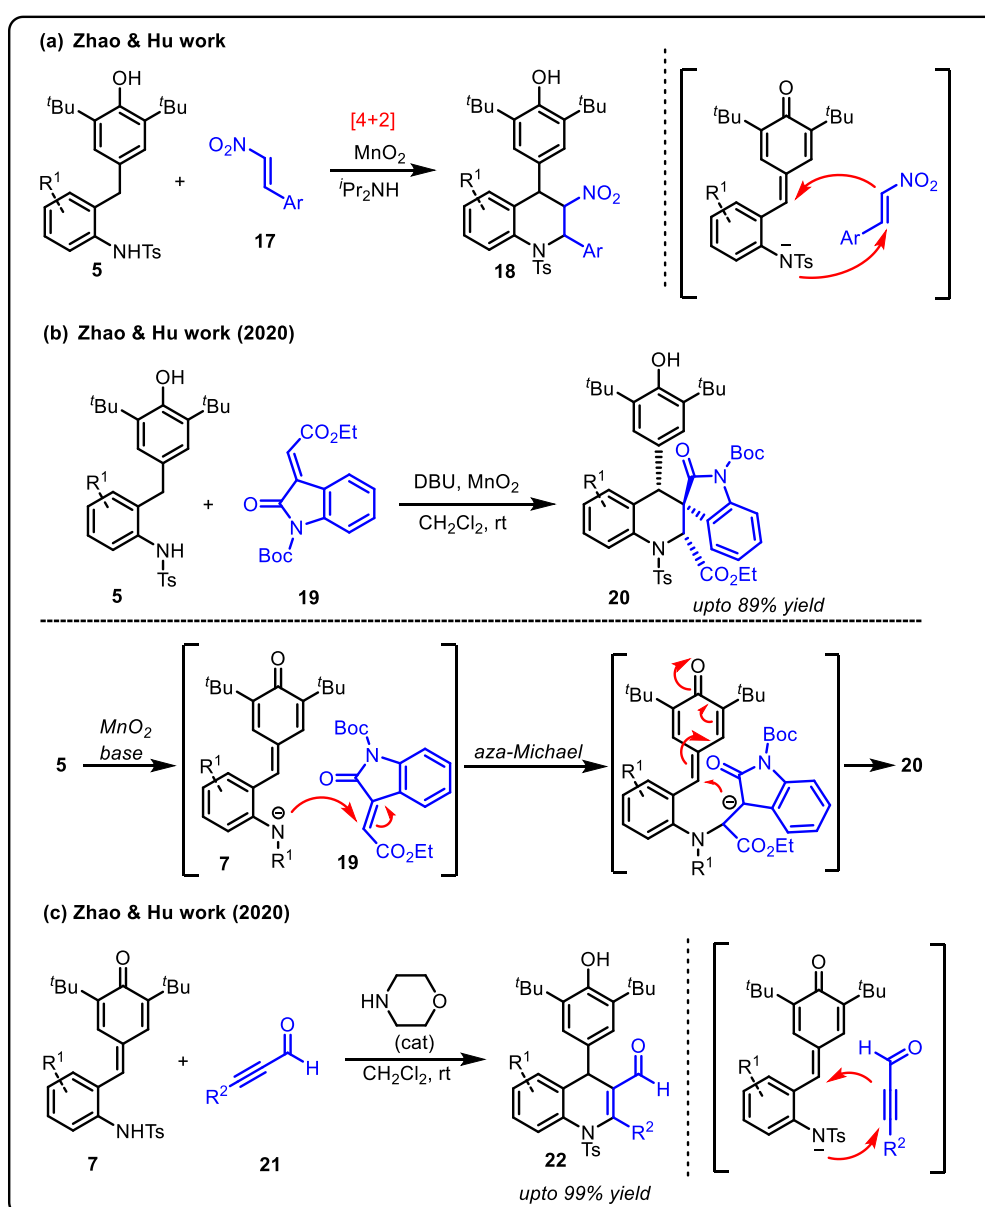 (a) Zhao & Hu work
OH
tBu tBu
R1
NHTs
5
+
O2N
Ar
17
[4+2]
MnO2
iPr2NH
OH
tBu tBu
R1
NO2
N
Ts
Ar
18
O
tBu tBu
R1
NO2
Ar
NTs
(b) Zhao & Hu work (2020)
OH
tBu tBu
R1
NH
Ts
5
+
CO2Et
O
N
Boc
19
DBU, MnO2
CH2Cl2, rt
OH
tBu tBu
Boc
O
N
R1
N
Ts
CO2Et
20
upto 89% yield
5
MnO2
base
O
tBu tBu
R1
N
R1
7
Boc
N
O
CO2Et
19
aza-Michael
O
tBu tBu
Boc
O
N
R1
N
R1
CO2Et
20
(c) Zhao & Hu work (2020)
O
tBu tBu
R1
NHTs
7
+
O
H
R2
21
HN O
(cat)
CH2Cl2, rt
OH
tBu tBu
R1
O
H
N
Ts
R2
22
upto 99% yield
O
tBu tBu
R1
H O
NTs
R2